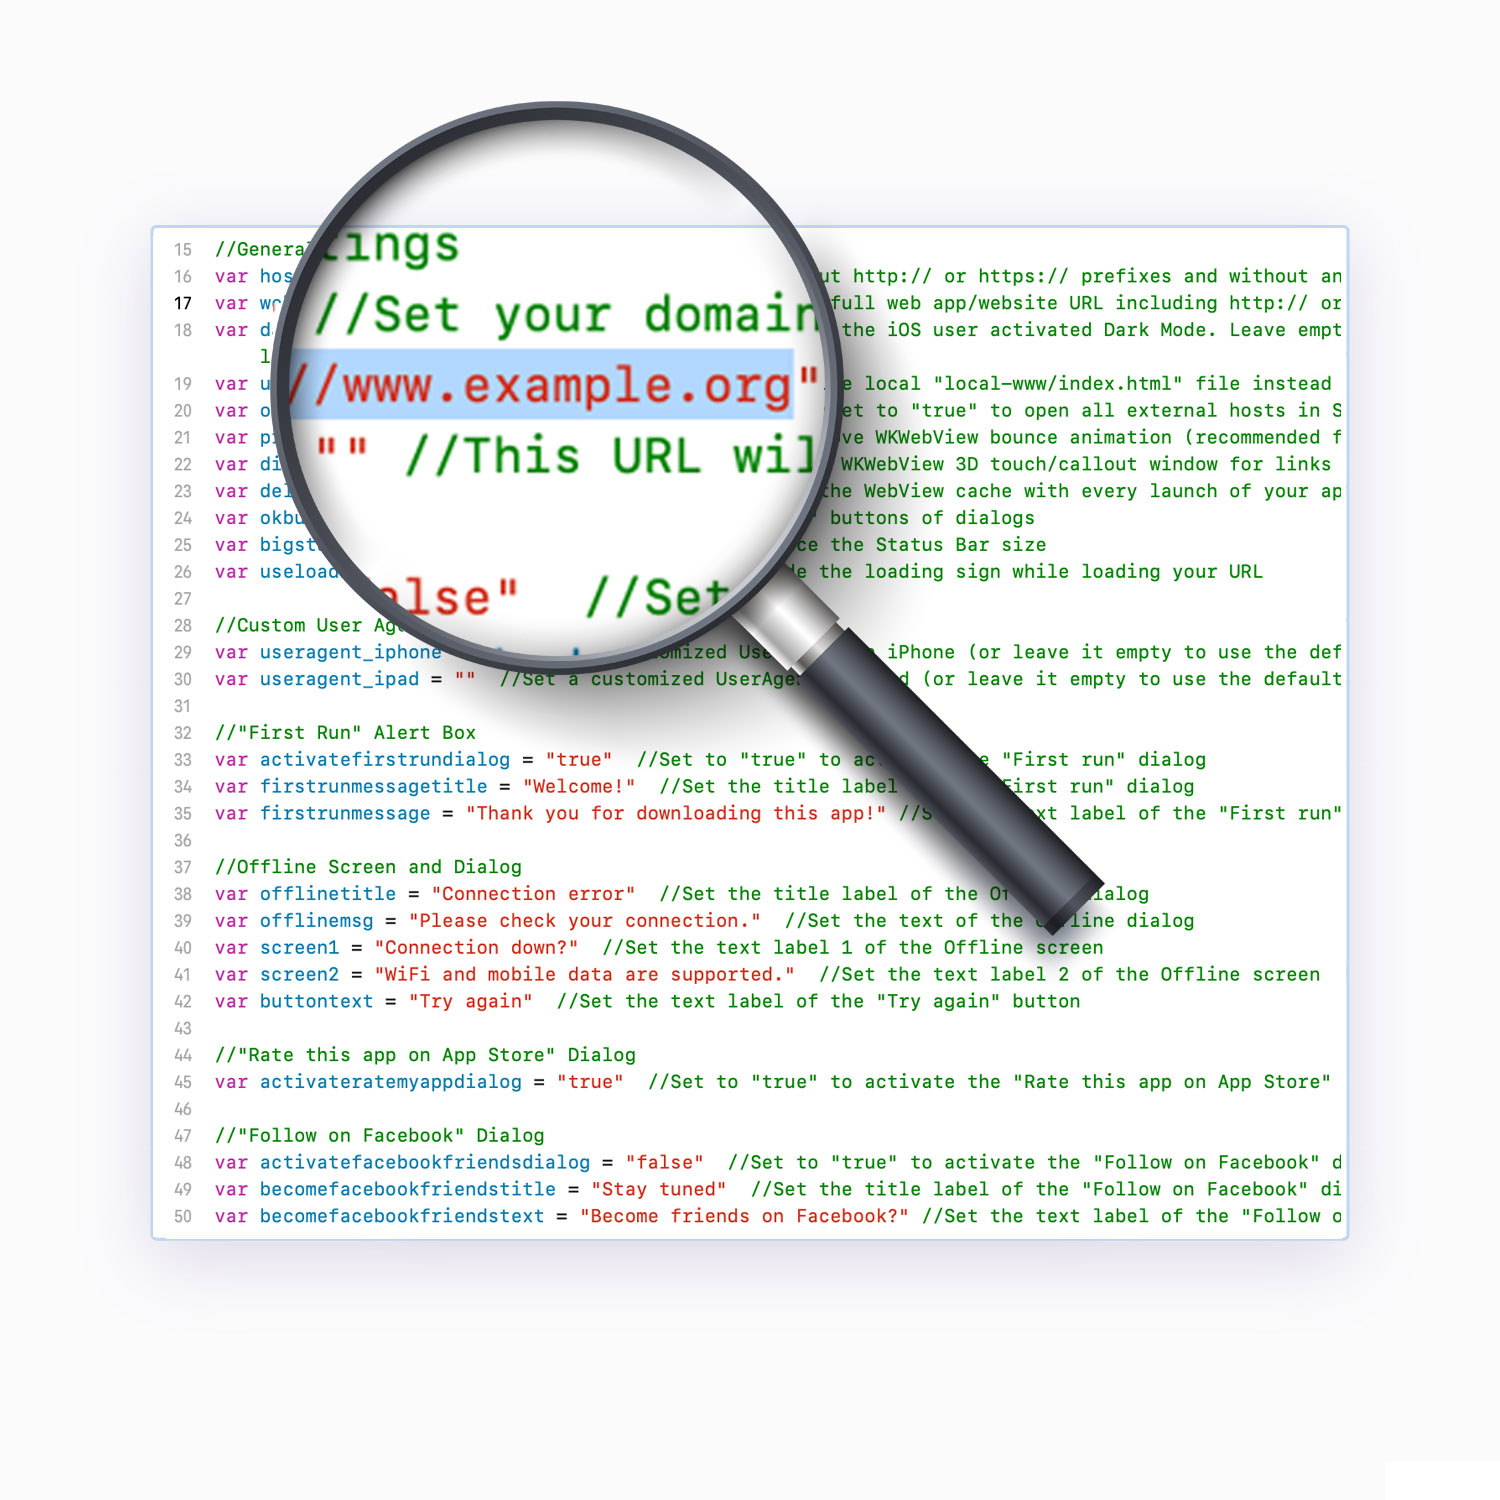 15 //Genera
tings
16 var hos
ut http:// or https:// prefixes and without an
//Set your domain
17 var
full web app/website URL including http:// or
18 var d
the iOS user activated Dark Mode. Leave empt
l
//www.example.org"
19 var u
local "local-www/index.html" file instead
20 var o
et to "true" to open all external hosts in S
21 var p
ve WKWebView bounce animation (recommended f
"" //This URL wil
22 var di
WKWebView 3D touch/callout window for links
23 var del
the WebView cache with every launch of your ap
24 var okbu
buttons of dialogs
25 var bigst
ce the Status Bar size
26 var useload
de the loading sign while loading your URL
alse" //Set
27
28 //Custom User Ag
29 var useragent_iphone
omized Use
iPhone (or leave it empty to use the def
30 var useragent_ipad = "" //Set a customized UserAge
d (or leave it empty to use the default
31
32 //"First Run" Alert Box
33 var activatefirstrundialog = "true" //Set to "true" to ac
e "First run" dialog
34 var firstrunmessagetitle = "Welcome!" //Set the title label
First run" dialog
35 var firstrunmessage = "Thank you for downloading this app!" //S
xt label of the "First run"
36
37 //Offline Screen and Dialog
38 var offlinetitle = "Connection error" //Set the title label of the Of
ialog
39 var offlinemsg = "Please check your connection." //Set the text of the Offline dialog
40 var screen1 = "Connection down?" //Set the text label 1 of the Offline screen
41 var screen2 = "WiFi and mobile data are supported." //Set the text label 2 of the Offline screen
42 var buttontext = "Try again" //Set the text label of the "Try again" button
43
44 //"Rate this app on App Store" Dialog
45 var activateratemyappdialog = "true" //Set to "true" to activate the "Rate this app on App Store"
46
47 //"Follow on Facebook" Dialog
48 var activatefacebookfriendsdialog = "false" //Set to "true" to activate the "Follow on Facebook" d
49 var becomefacebookfriendstitle = "Stay tuned" //Set the title label of the "Follow on Facebook" di
50 var becomefacebookfriendstext = "Become friends on Facebook?" //Set the text label of the "Follow o